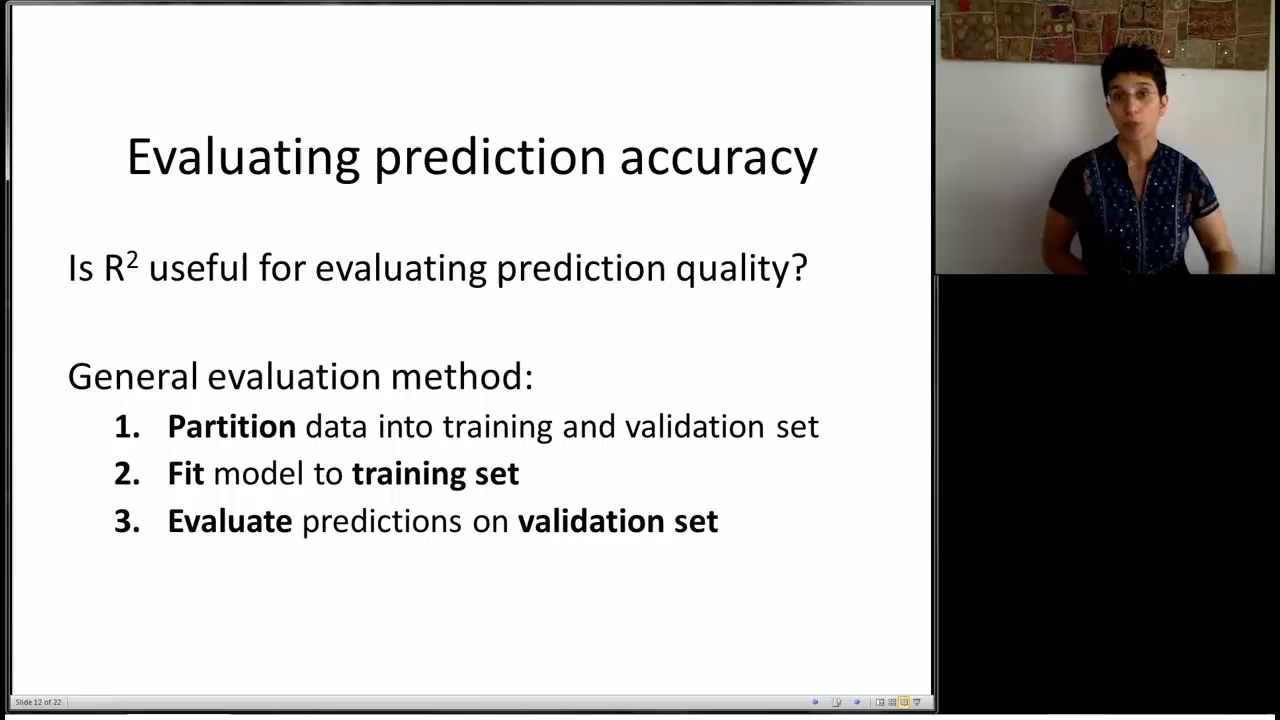 Evaluating prediction accuracy
Is R² useful for evaluating prediction quality?
General evaluation method:
1. Partition data into training and validation set
2. Fit model to training set
3. Evaluate predictions on validation set
Slide 12 of 22